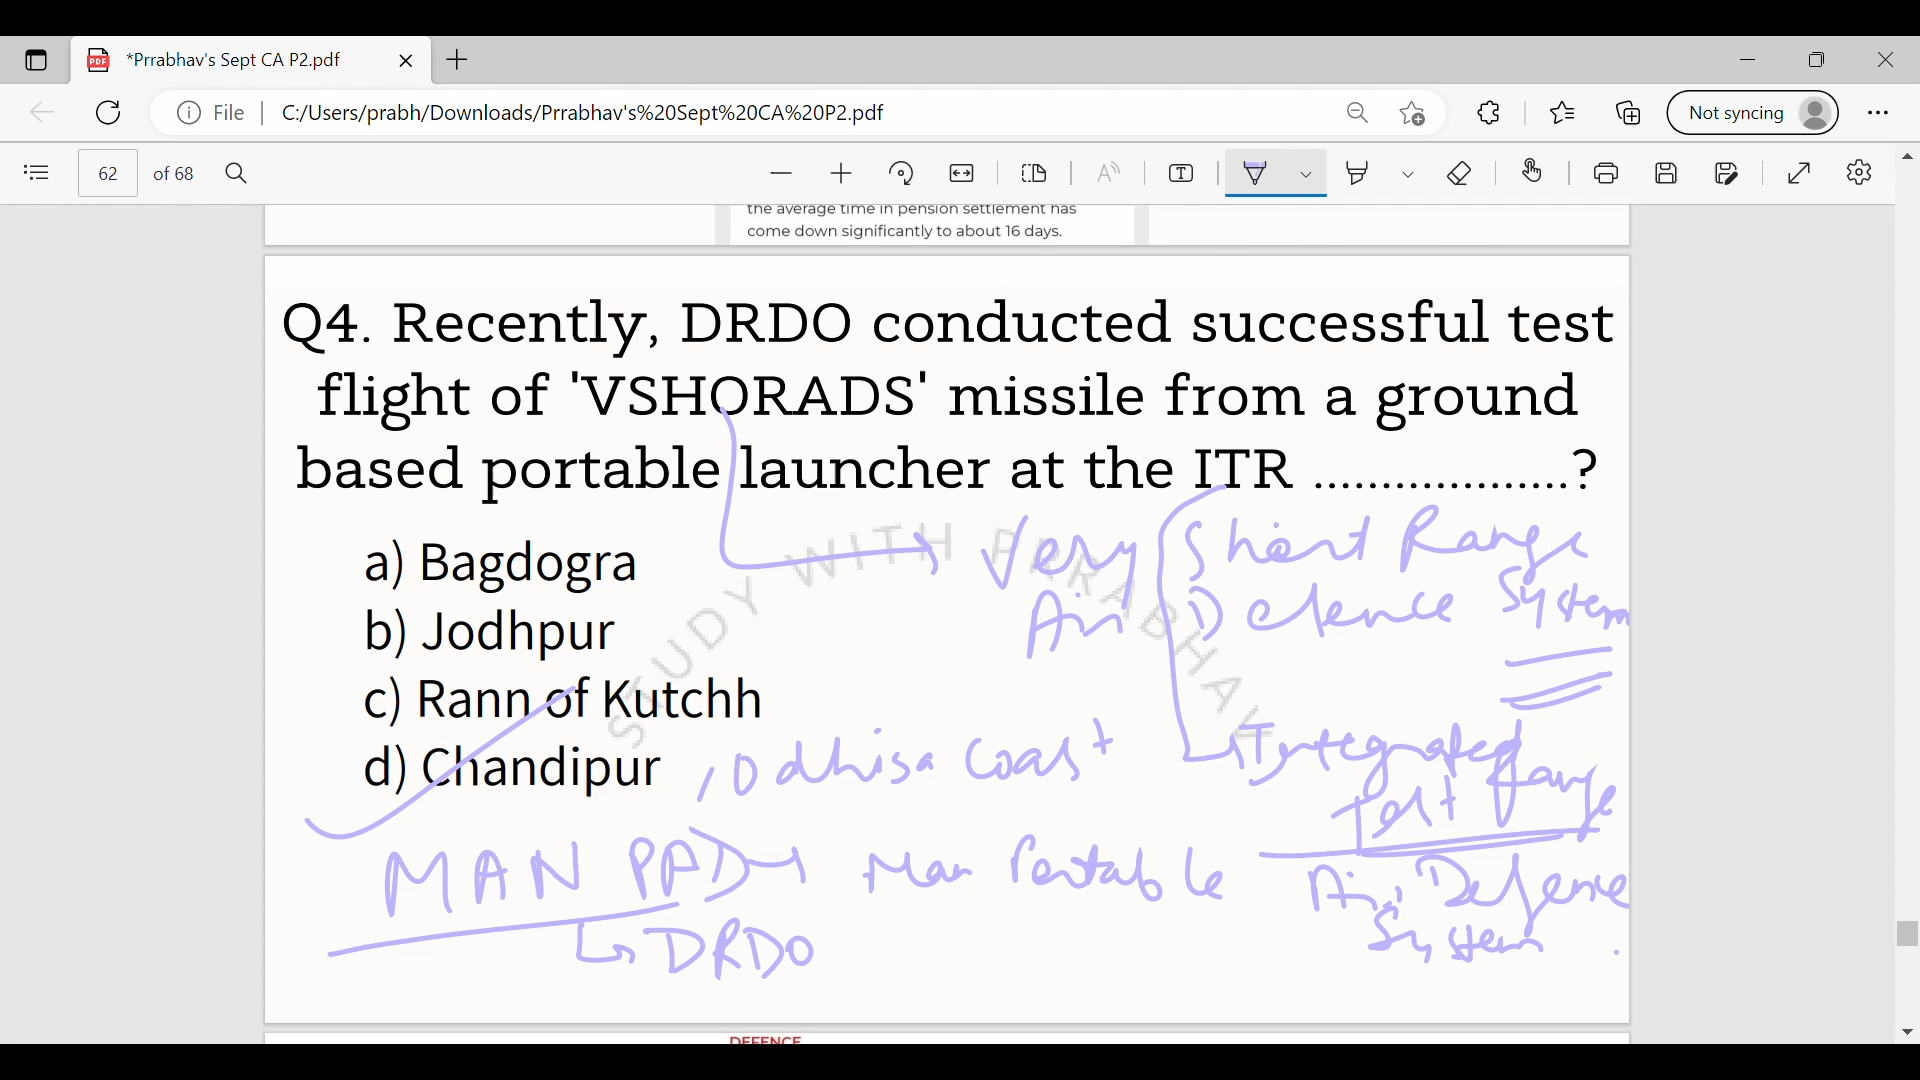 *Prrabhav's Sept CA P2.pdf
File
C:/Users/prabh/Downloads/Prrabhav's%20Sept%20CA%20P2.pdf
Not syncing
62 of 68
the average time in pension settlement has
come down significantly to about 16 days.
Q4. Recently, DRDO conducted successful test
flight of 'VSHORADS' missile from a ground
based portable launcher at the ITR ...................?
Very Short Range
Air Defence System
a) Bagdogra
b) Jodhpur
c) Rann of Kutchh
d) Chandipur , Odhisa Coast
Integrated
Test Range
MAN PAD Man Portable Air Defence
System
DRDO
STUDY WITH PRRABHAV
DEFENCE